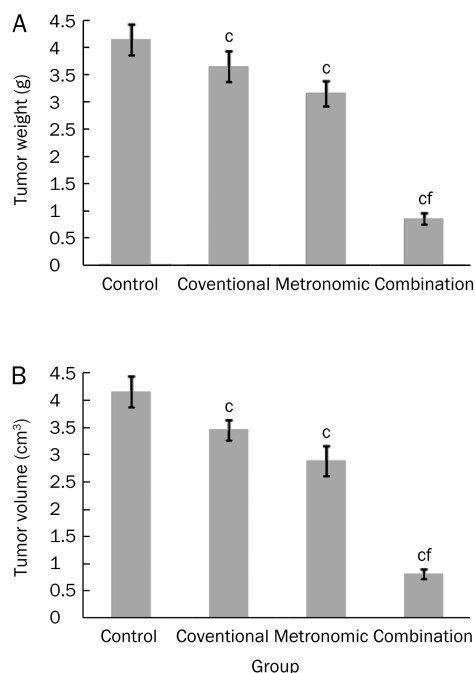 A
Tumor weight (g)
4.5
4
3.5
3
2.5
2
1.5
1
0.5
0
c
c
cf
Control Coventional Metronomic Combination
B
Tumor volume (cm³)
4.5
4
3.5
3
2.5
2
1.5
1
0.5
0
c
c
cf
Control Coventional Metronomic Combination
Group